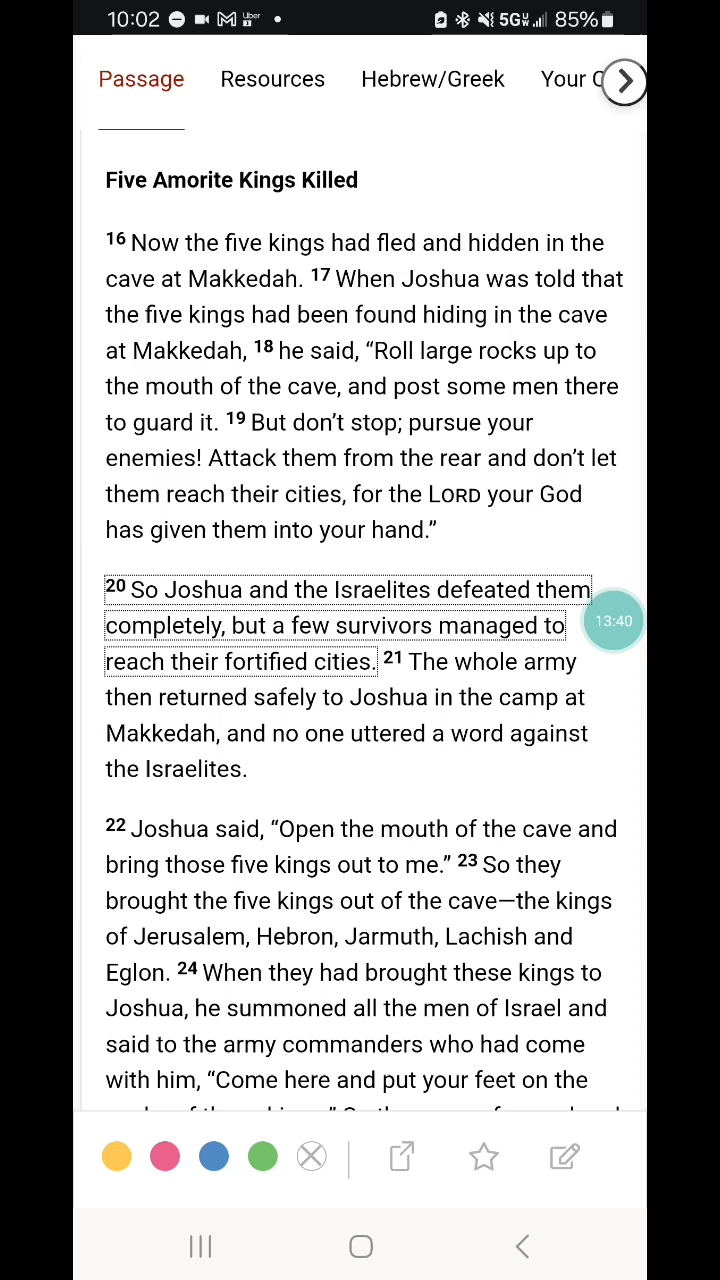 10:02 Uber 5G 85%
Passage Resources Hebrew/Greek Your
Five Amorite Kings Killed
16 Now the five kings had fled and hidden in the
cave at Makkedah. 17 When Joshua was told that
the five kings had been found hiding in the cave
at Makkedah, 18 he said, “Roll large rocks up to
the mouth of the cave, and post some men there
to guard it. 19 But don’t stop; pursue your
enemies! Attack them from the rear and don’t let
them reach their cities, for the LORD your God
has given them into your hand.”
20 So Joshua and the Israelites defeated them
completely, but a few survivors managed to
13:40
reach their fortified cities. 21 The whole army
then returned safely to Joshua in the camp at
Makkedah, and no one uttered a word against
the Israelites.
22 Joshua said, “Open the mouth of the cave and
bring those five kings out to me.” 23 So they
brought the five kings out of the cave—the kings
of Jerusalem, Hebron, Jarmuth, Lachish and
Eglon. 24 When they had brought these kings to
Joshua, he summoned all the men of Israel and
said to the army commanders who had come
with him, “Come here and put your feet on the